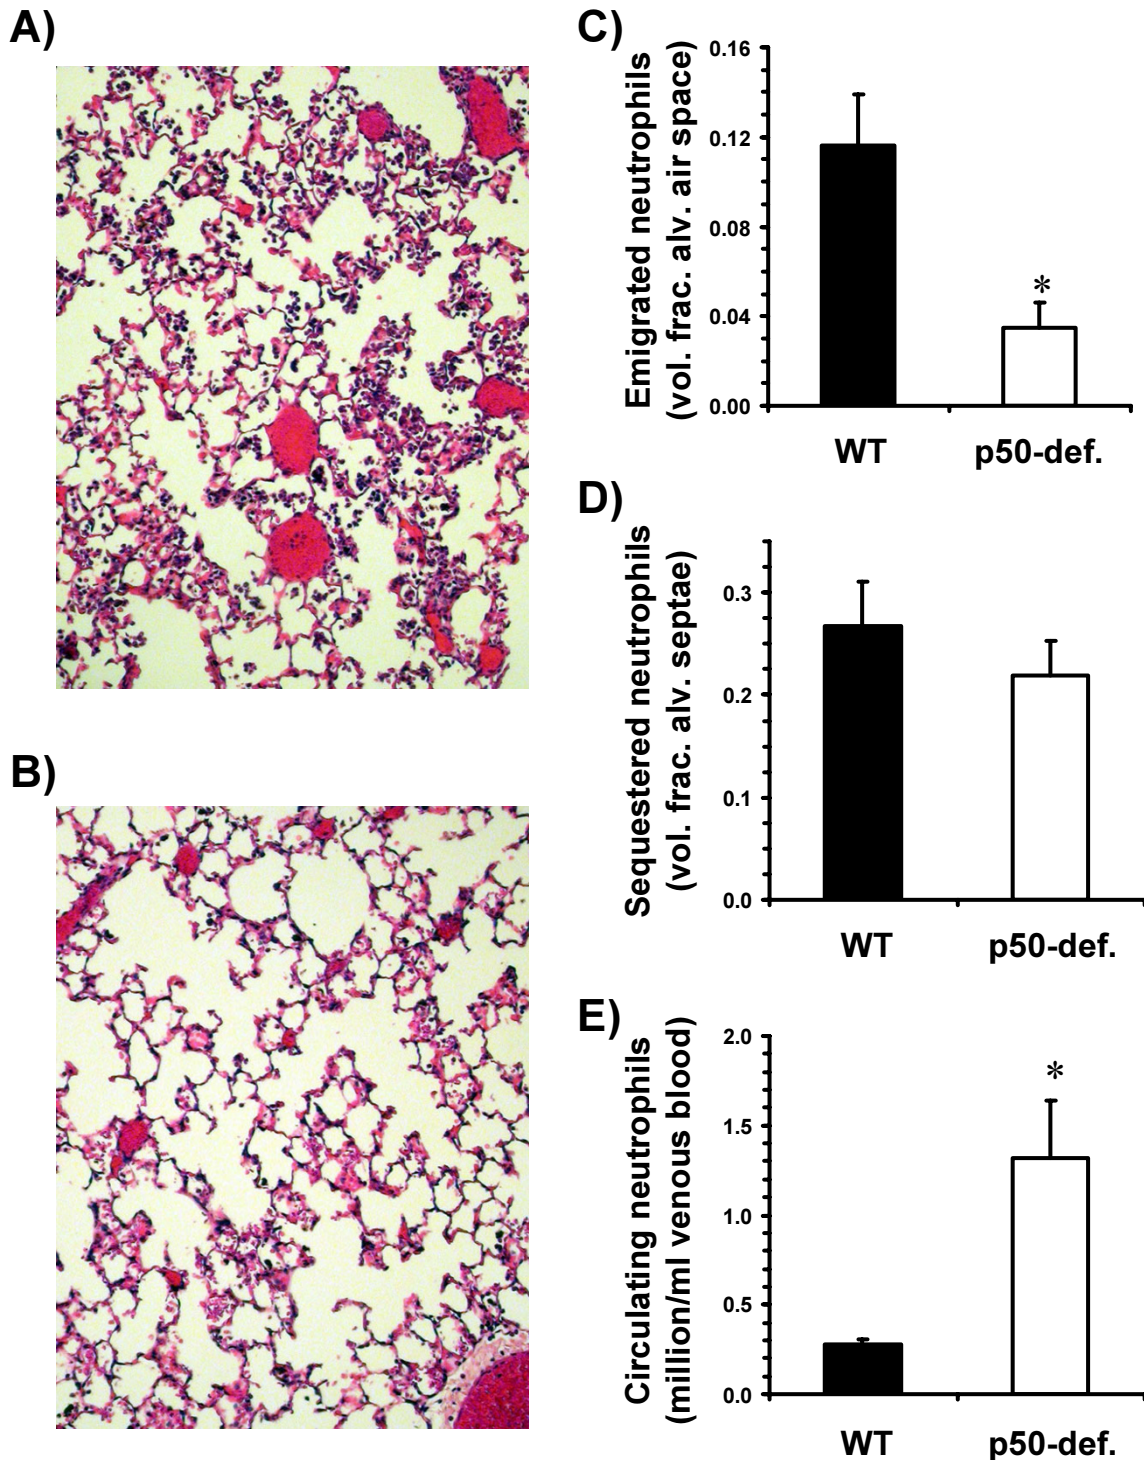 A)
B)
C)
Emigrated neutrophils
(vol. frac. alv. air space)
0.16
0.12
0.08
0.04
0.00
*
WT p50-def.
D)
Sequestered neutrophils
(vol. frac. alv. septae)
0.3
0.2
0.1
0.0
WT p50-def.
E)
Circulating neutrophils
(million/ml venous blood)
2.0
1.5
1.0
0.5
0.0
*
WT p50-def.